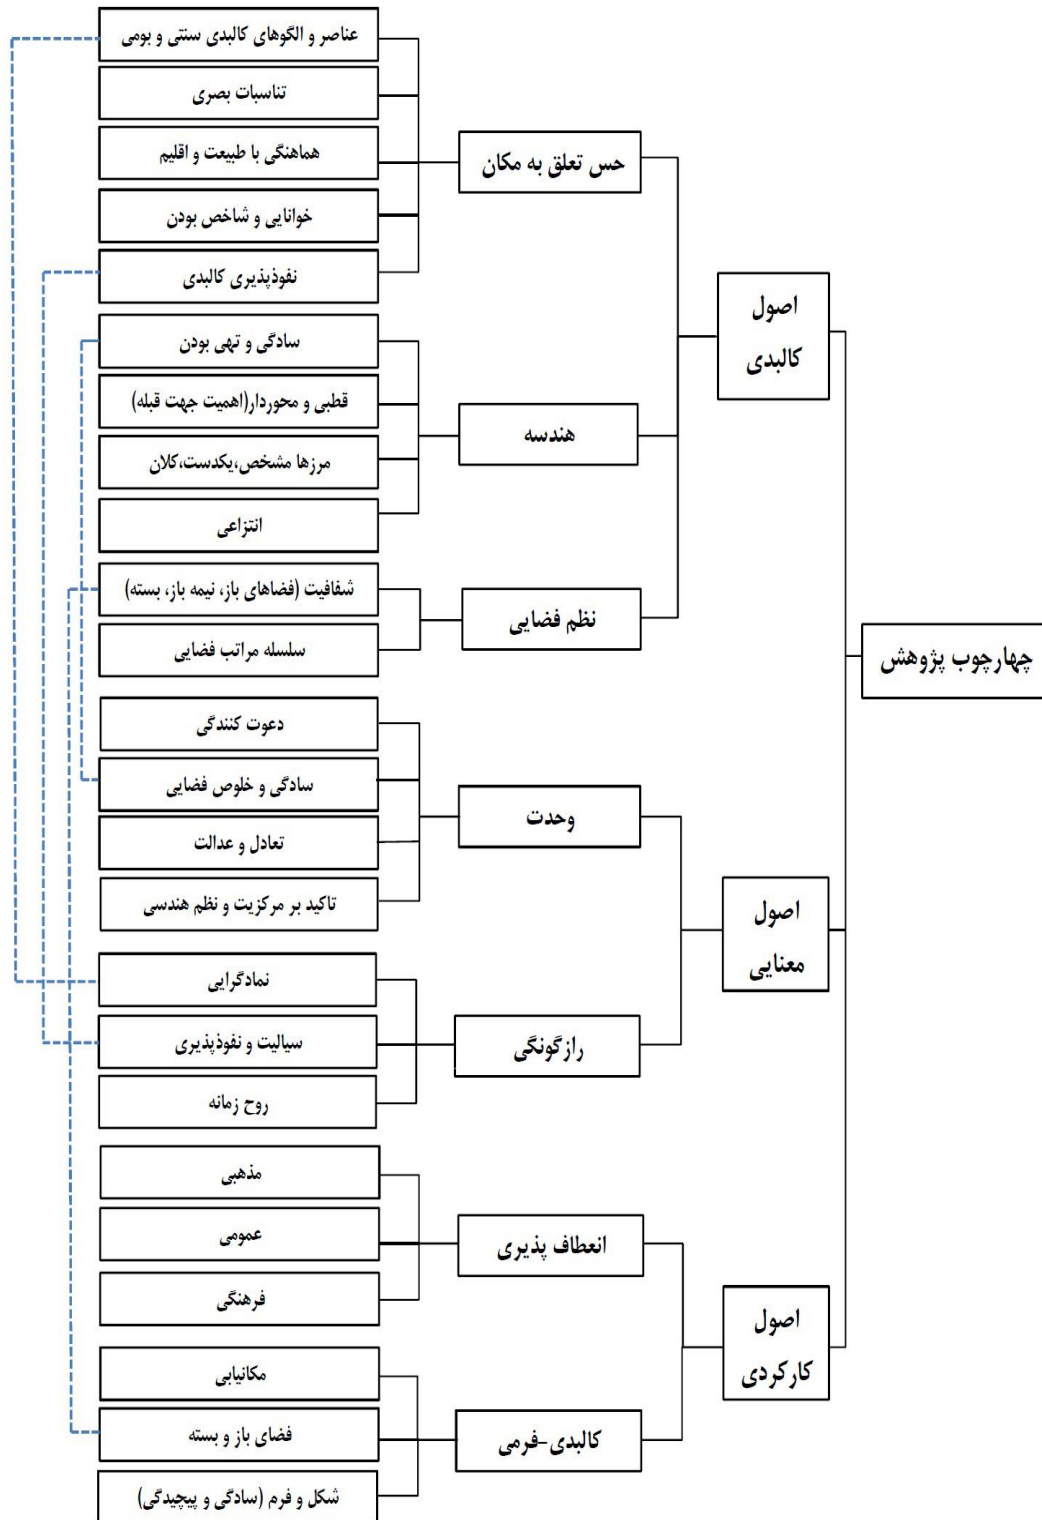 چهارچوب پژوهش
اصول
کالبدی
حس تعلق به مکان
عناصر و الگوهای کالبدی سنتی و بومی
تناسبات بصری
هماهنگی با طبیعت و اقلیم
خوانایی و شاخص بودن
نفوذپذیری کالبدی
هندسه
سادگی و تهی بودن
قطبی و محوردار(اهمیت جهت قبله)
مرزها مشخص،یکدست،کلان
انتزاعی
نظم فضایی
شفافیت (فضاهای باز، نیمه باز، بسته)
سلسله مراتب فضایی
اصول
معنایی
وحدت
دعوت کنندگی
سادگی و خلوص فضایی
تعادل و عدالت
تاکید بر مرکزیت و نظم هندسی
رازگونگی
نمادگرایی
سیالیت و نفوذپذیری
روح زمانه
اصول
کارکردی
انعطاف پذیری
مذهبی
عمومی
فرهنگی
کالبدی-فرمی
مکانیابی
فضای باز و بسته
شکل و فرم (سادگی و پیچیدگی)